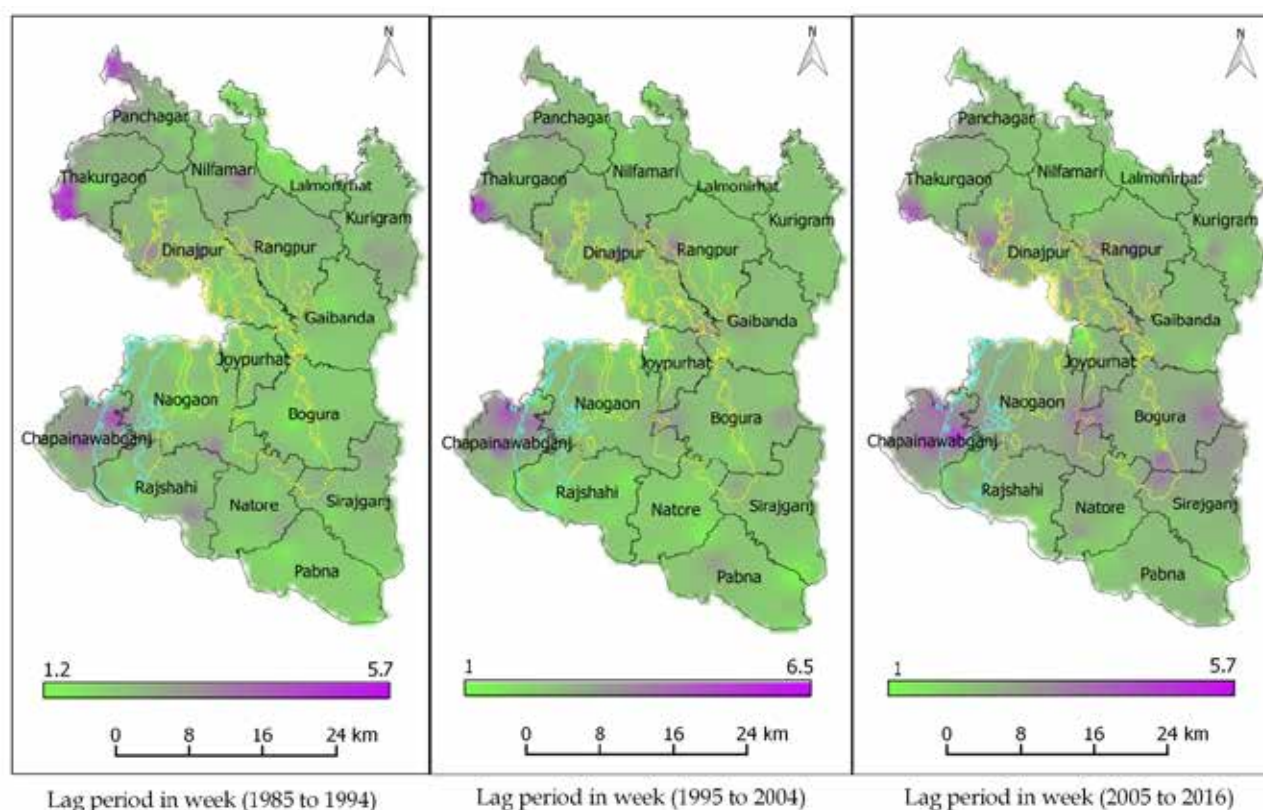 N
Panchagar
Thakurgaon
Nilfamari
Lalmonirhat
Kurigram
Dinajpur
Rangpur
Gaibanda
Joypurhat
Naogaon
Bogura
Chapainawabganj
Rajshahi
Natore
Sirajganj
Pabna
1.2 5.7
0 8 16 24 km
Lag period in week (1985 to 1994)
N
Panchagar
Thakurgaon
Nilfamari
Lalmonirhat
Kurigram
Dinajpur
Rangpur
Gaibanda
Joypurhat
Naogaon
Bogura
Chapainawabganj
Rajshahi
Natore
Sirajganj
Pabna
1 6.5
0 8 16 24 km
Lag period in week (1995 to 2004)
N
Panchagar
Thakurgaon
Nilfamari
Lalmonirhat
Kurigram
Dinajpur
Rangpur
Gaibanda
Joypurhat
Naogaon
Bogura
Chapainawabganj
Rajshahi
Natore
Sirajganj
Pabna
1 5.7
0 8 16 24 km
Lag period in week (2005 to 2016)